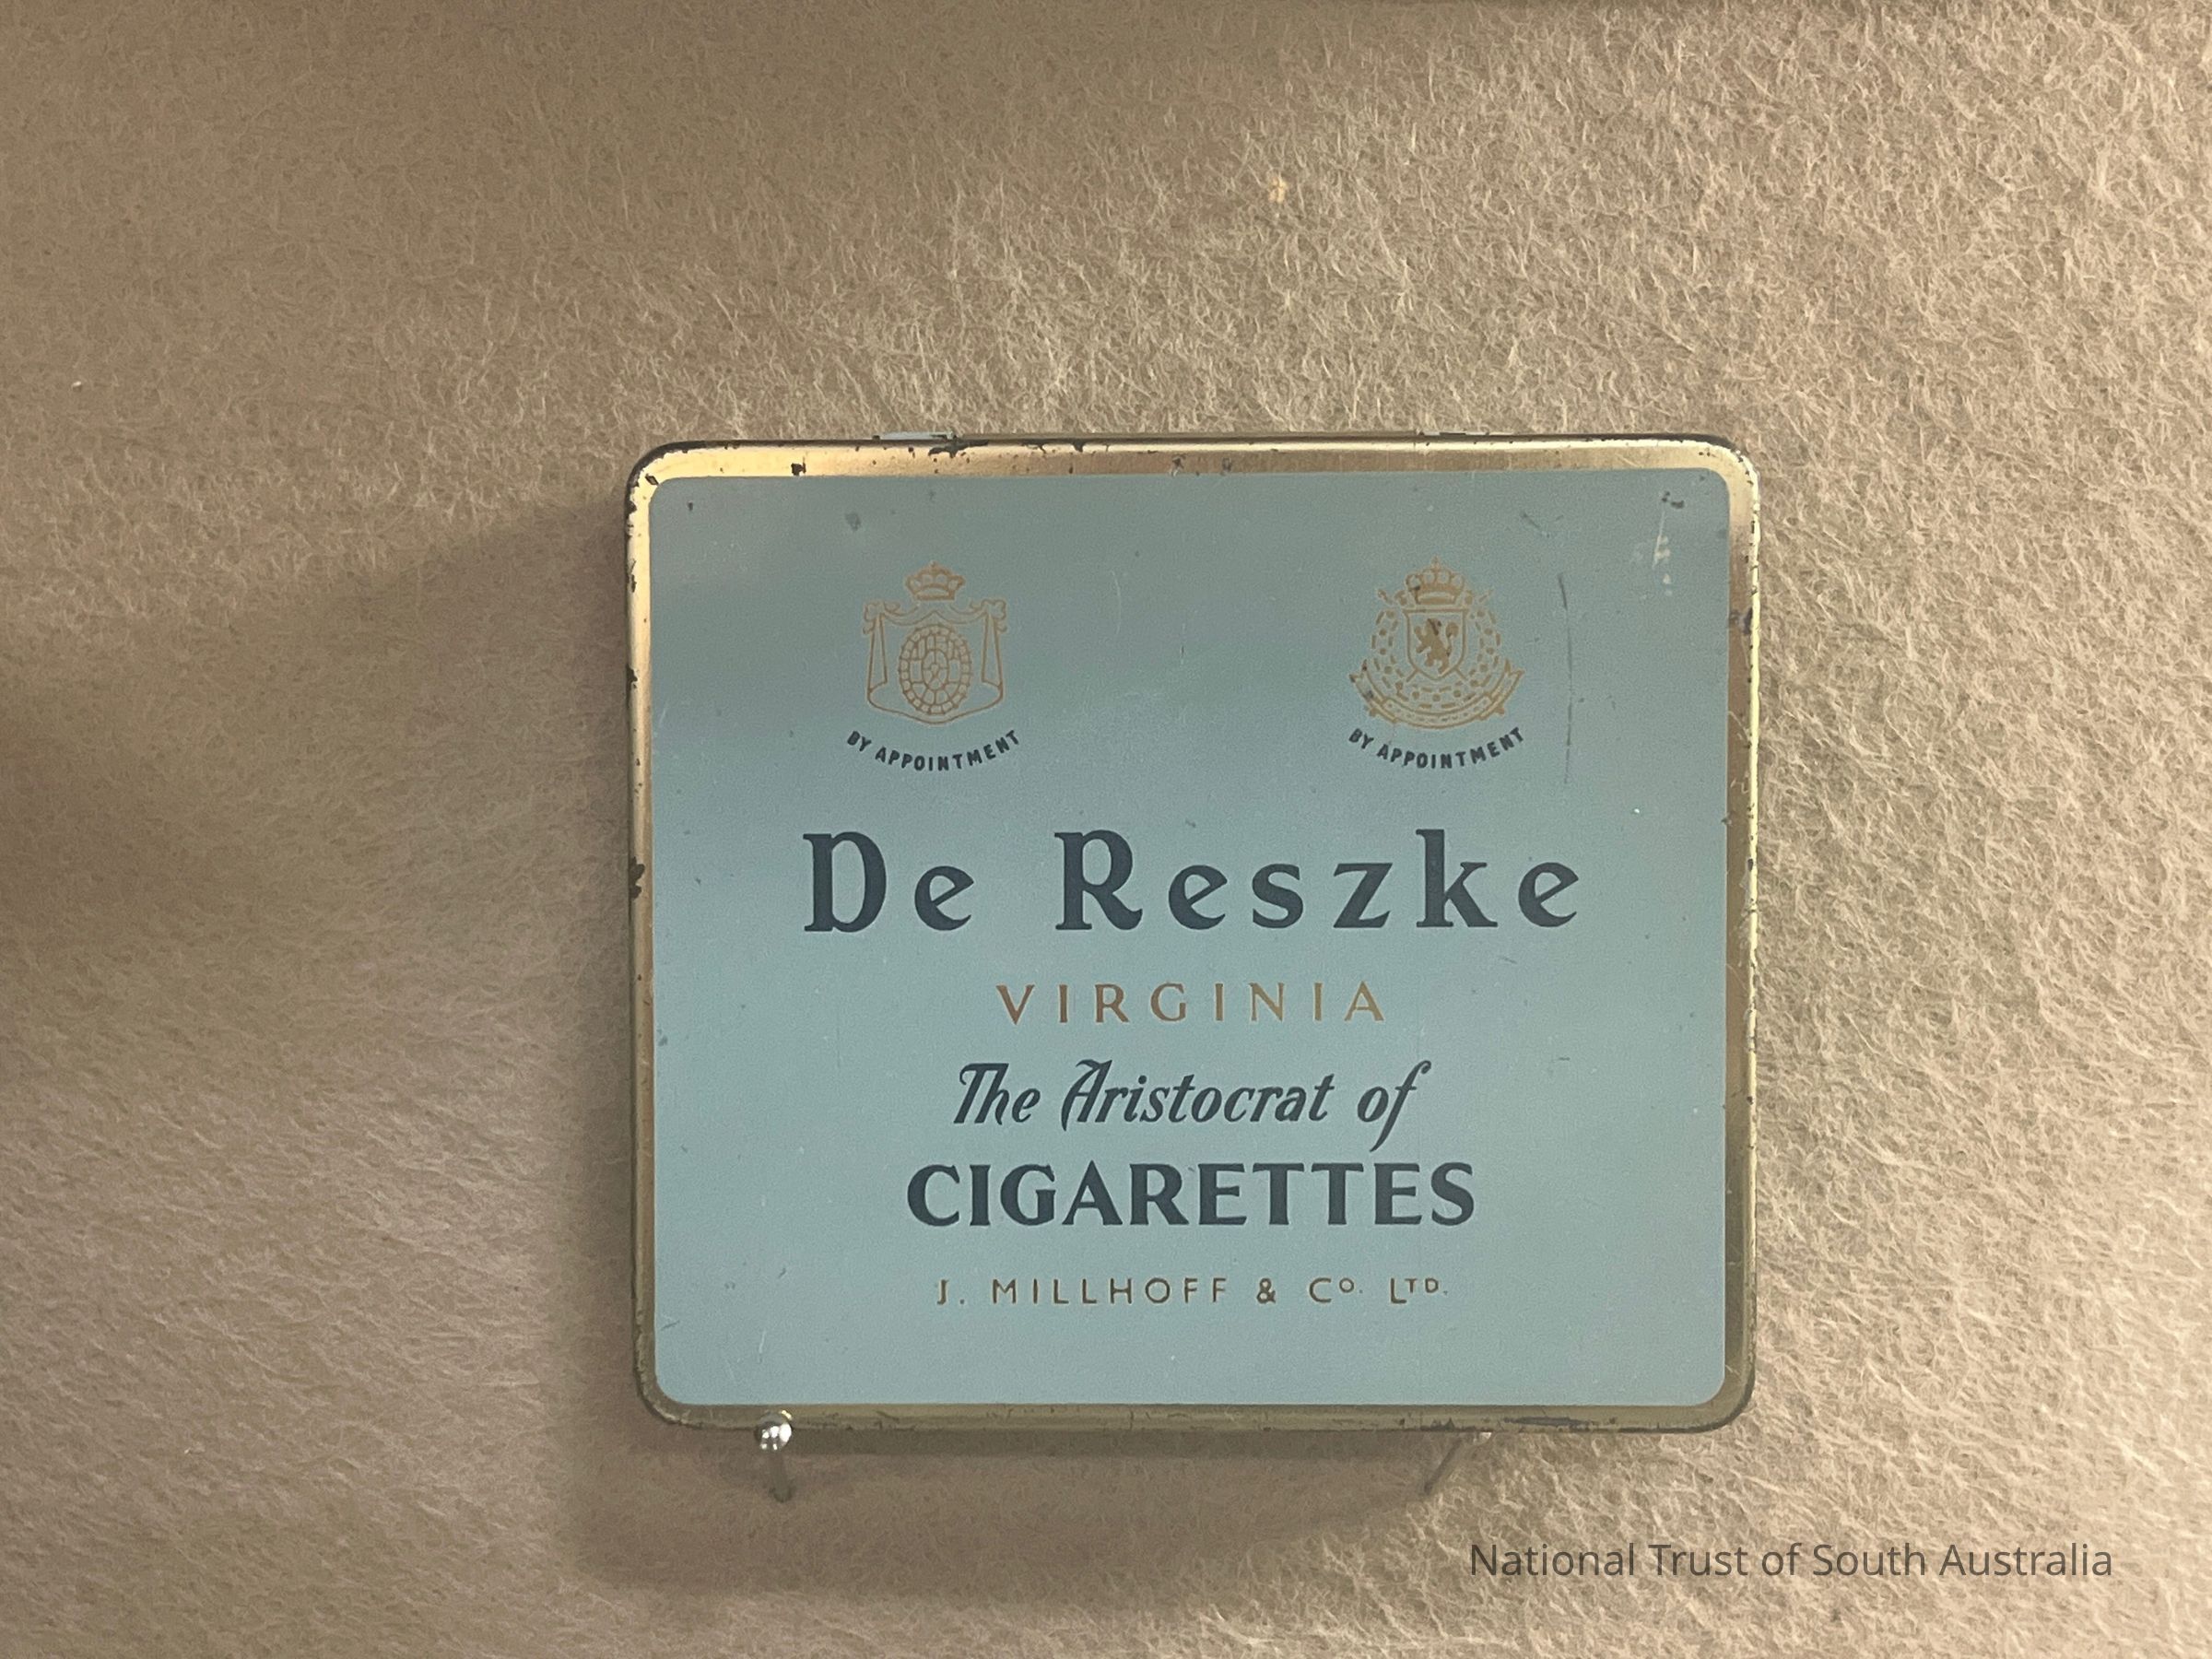 BY APPOINTMENT
BY APPOINTMENT
De Reszke
VIRGINIA
The Aristocrat of
CIGARETTES
J. MILLHOFF & Co. LTD.
National Trust of South Australia